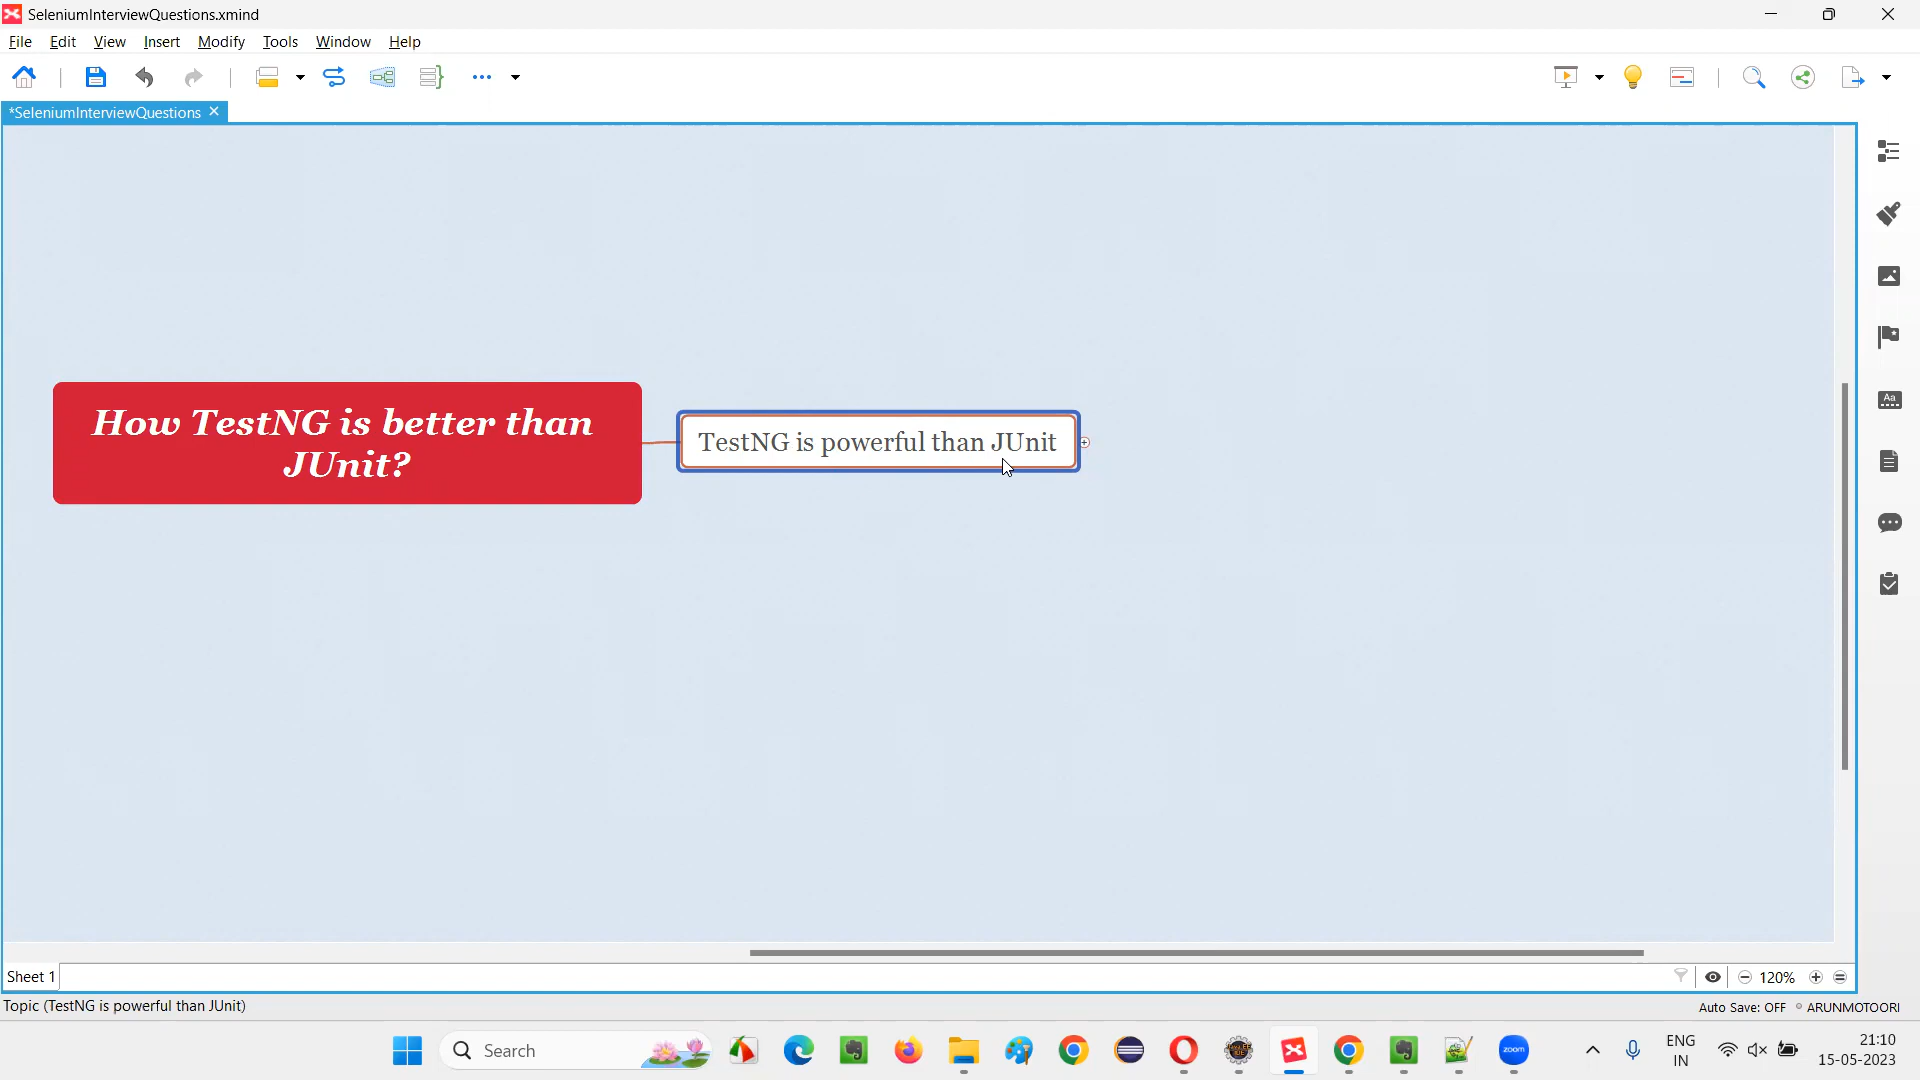 SeleniumInterviewQuestions.xmind
File Edit View Insert Modify Tools Window Help
*SeleniumInterviewQuestions
How TestNG is better than
JUnit?
TestNG is powerful than JUnit
Aa
Sheet 1
120%
Topic (TestNG is powerful than JUnit)
Auto Save: OFF ARUNMOTOORI
Search
zoom
ENG
IN
21:10
15-05-2023